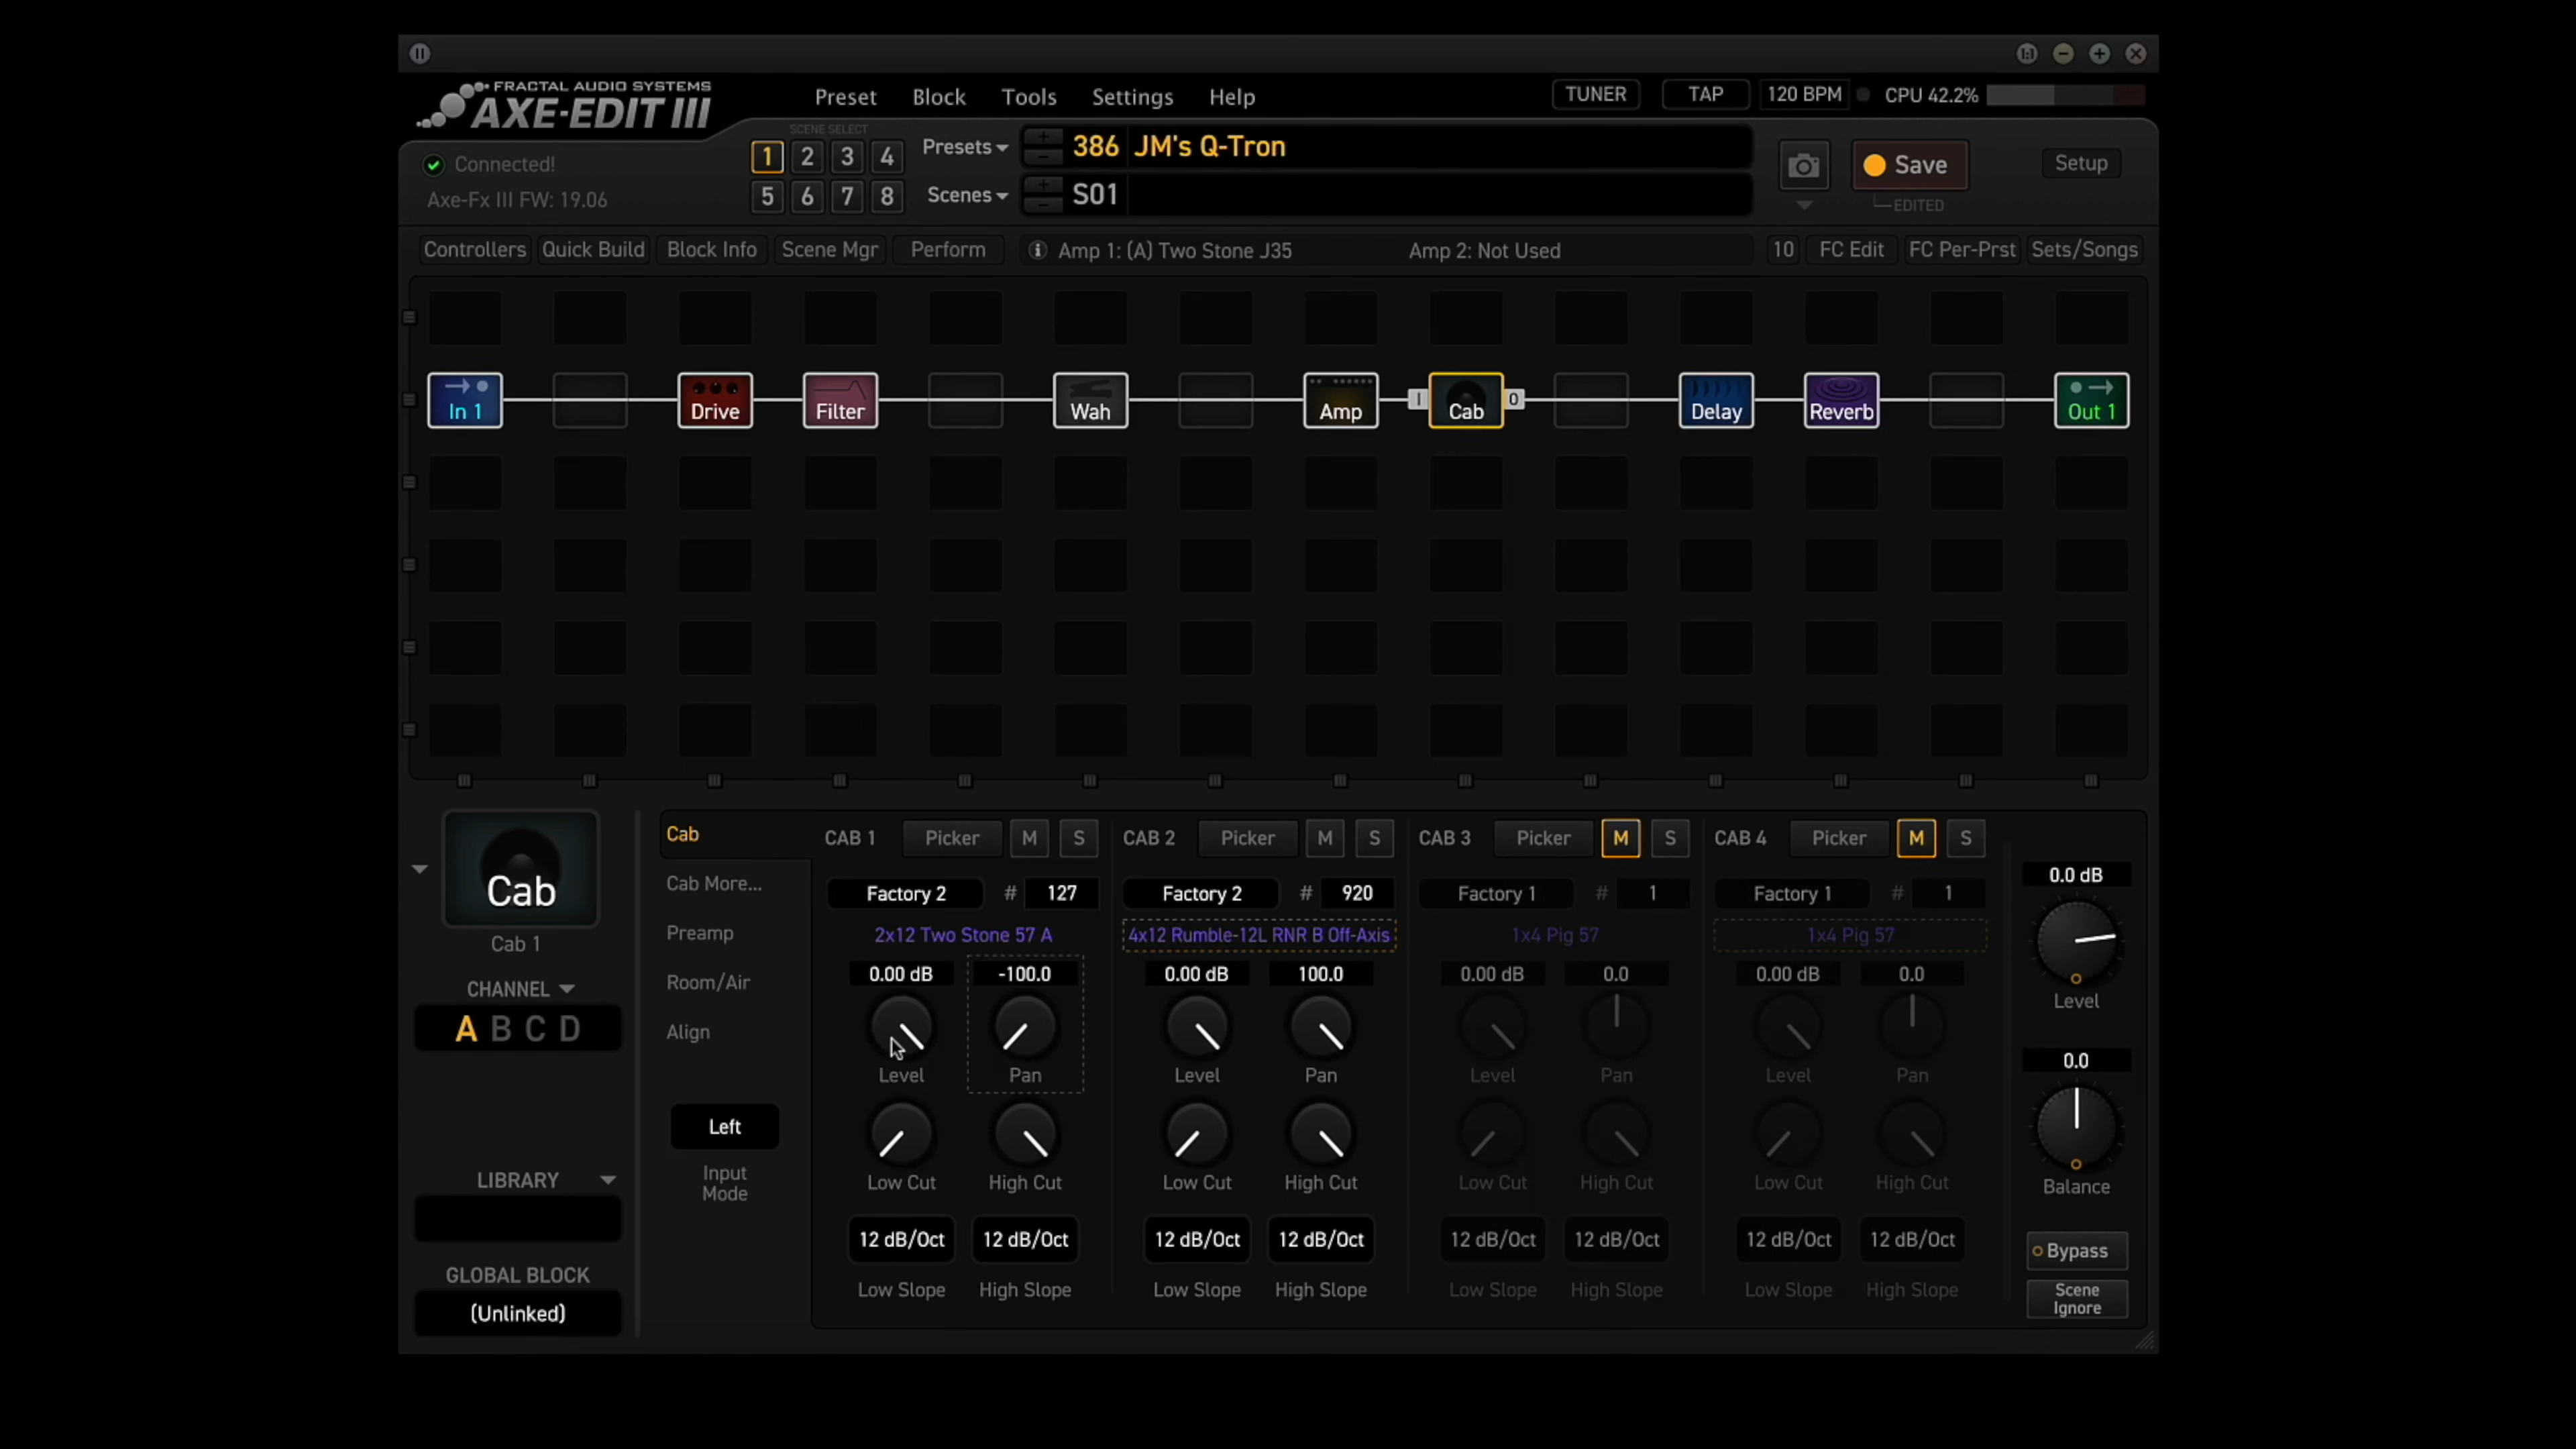 FRACTAL AUDIO SYSTEMS
AXE-EDIT III
Preset Block Tools Settings Help
TUNER TAP 120 BPM CPU 42.2%
Connected!
Axe-Fx III FW: 19.06
SCENE SELECT
1 2 3 4
5 6 7 8
Presets 386 JM's Q-Tron
Scenes S01
Save
EDITED
Setup
Controllers Quick Build Block Info Scene Mgr Perform Amp 1: (A) Two Stone J35 Amp 2: Not Used 10 FC Edit FC Per-Prst Sets/Songs
In 1 Drive Filter Wah Amp I Cab O Delay Reverb Out 1
Cab
Cab 1
CHANNEL
A B C D
LIBRARY
GLOBAL BLOCK
(Unlinked)
Cab
Cab More...
Preamp
Room/Air
Align
Left
Input
Mode
CAB 1 Picker M S CAB 2 Picker M S CAB 3 Picker M S CAB 4 Picker M S
Factory 2 # 127 Factory 2 # 920 Factory 1 # 1 Factory 1 # 1
2x12 Two Stone 57 A 4x12 Rumble-12L RNR B Off-Axis 1x4 Pig 57 1x4 Pig 57
0.00 dB -100.0 0.00 dB 100.0 0.00 dB 0.0 0.00 dB 0.0
Level Pan Level Pan Level Pan Level Pan
Low Cut High Cut Low Cut High Cut Low Cut High Cut Low Cut High Cut
12 dB/Oct 12 dB/Oct 12 dB/Oct 12 dB/Oct 12 dB/Oct 12 dB/Oct 12 dB/Oct 12 dB/Oct
Low Slope High Slope Low Slope High Slope Low Slope High Slope Low Slope High Slope
0.0 dB
Level
0.0
Balance
Bypass
Scene
Ignore